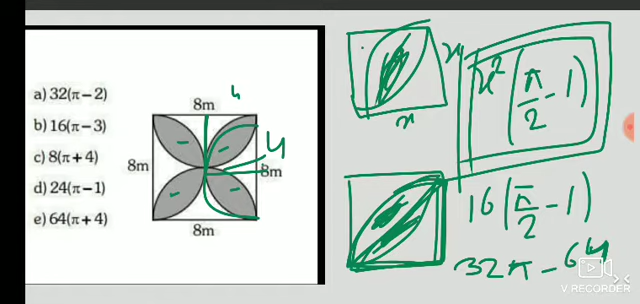 a) 32(π−2)
b) 16(π−3)
c) 8(π+4)
d) 24(π−1)
e) 64(π+4)
8m
4
8m
4
8m
8m
x
x
x²(π/2 − 1)
16(π/2 − 1)
32π − 64
V RECORDER